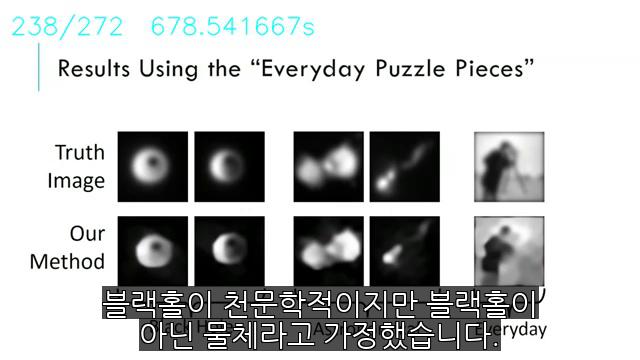 238/272 678.541667s
Results Using the “Everyday Puzzle Pieces”
Truth
Image
Our
Method
블랙홀이 천문학적이지만 블랙홀이
아닌 물체라고 가정했습니다.
Everyday